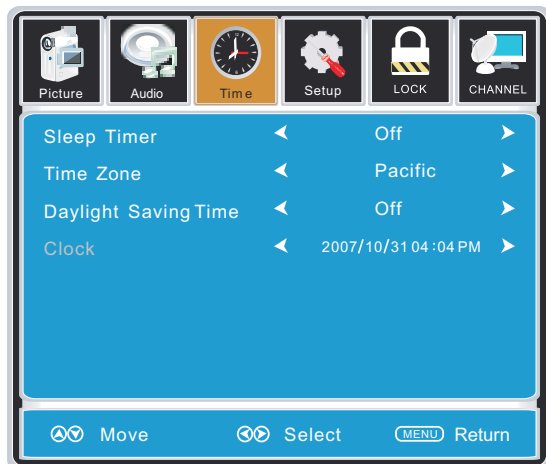 Picture Audio Time Setup LOCK CHANNEL
Sleep Timer Off
Time Zone Pacific
Daylight Saving Time Off
Clock 2007/10/31 04:04 PM
Move Select MENU Return